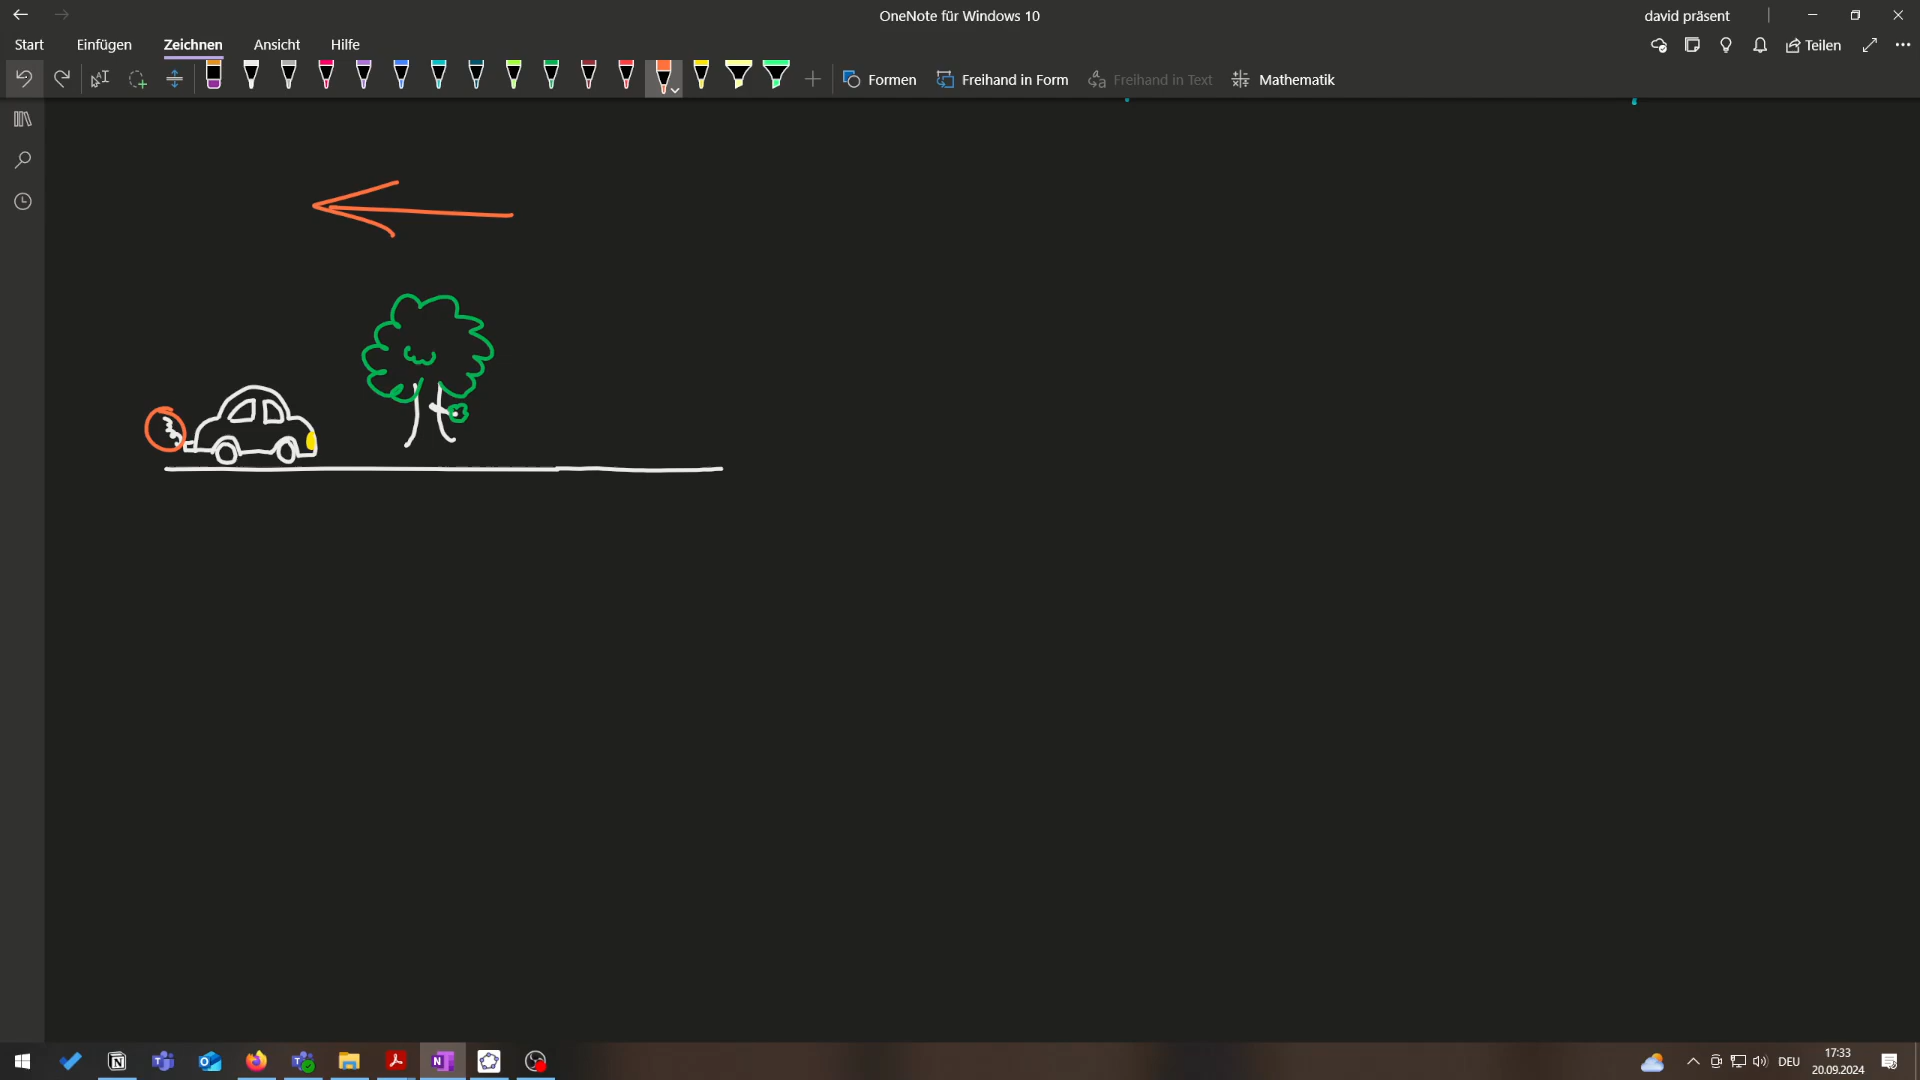 OneNote für Windows 10
david präsent
Start Einfügen Zeichnen Ansicht Hilfe
Teilen
Formen Freihand in Form Freihand in Text Mathematik
DEU
17:33
20.09.2024